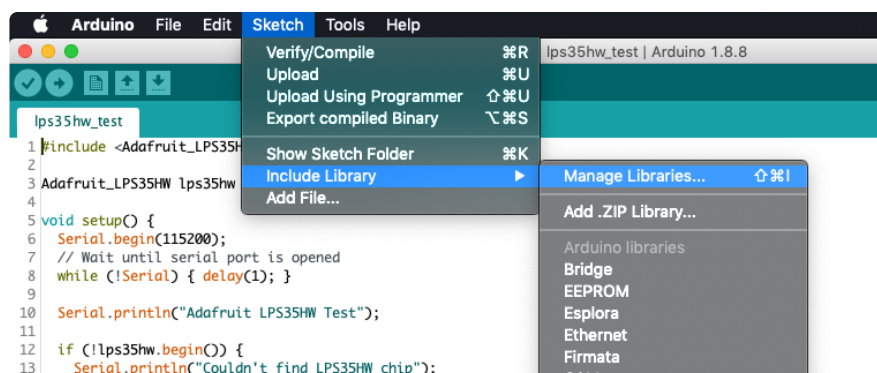 Arduino File Edit Sketch Tools Help
lps35hw_test | Arduino 1.8.8
Verify/Compile ⌘R
Upload ⌘U
Upload Using Programmer ⇧⌘U
Export compiled Binary ⌥⌘S
Show Sketch Folder ⌘K
Include Library ▶
Add File...
Manage Libraries... ⇧⌘I
Add .ZIP Library...
Arduino libraries
Bridge
EEPROM
Esplora
Ethernet
Firmata
lps35hw_test
1 #include <Adafruit_LPS35H
2
3 Adafruit_LPS35HW lps35hw
4
5 void setup() {
6 Serial.begin(115200);
7 // Wait until serial port is opened
8 while (!Serial) { delay(1); }
9
10 Serial.println("Adafruit LPS35HW Test");
11
12 if (!lps35hw.begin()) {
13 Serial.println("Couldn't find LPS35HW chip");